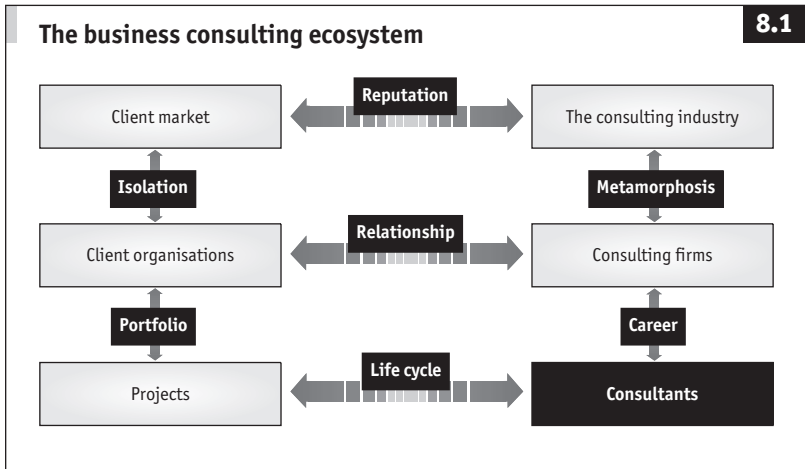 The business consulting ecosystem
8.1
Reputation
Client market
The consulting industry
Isolation
Metamorphosis
Relationship
Client organisations
Consulting firms
Portfolio
Career
Life cycle
Projects
Consultants